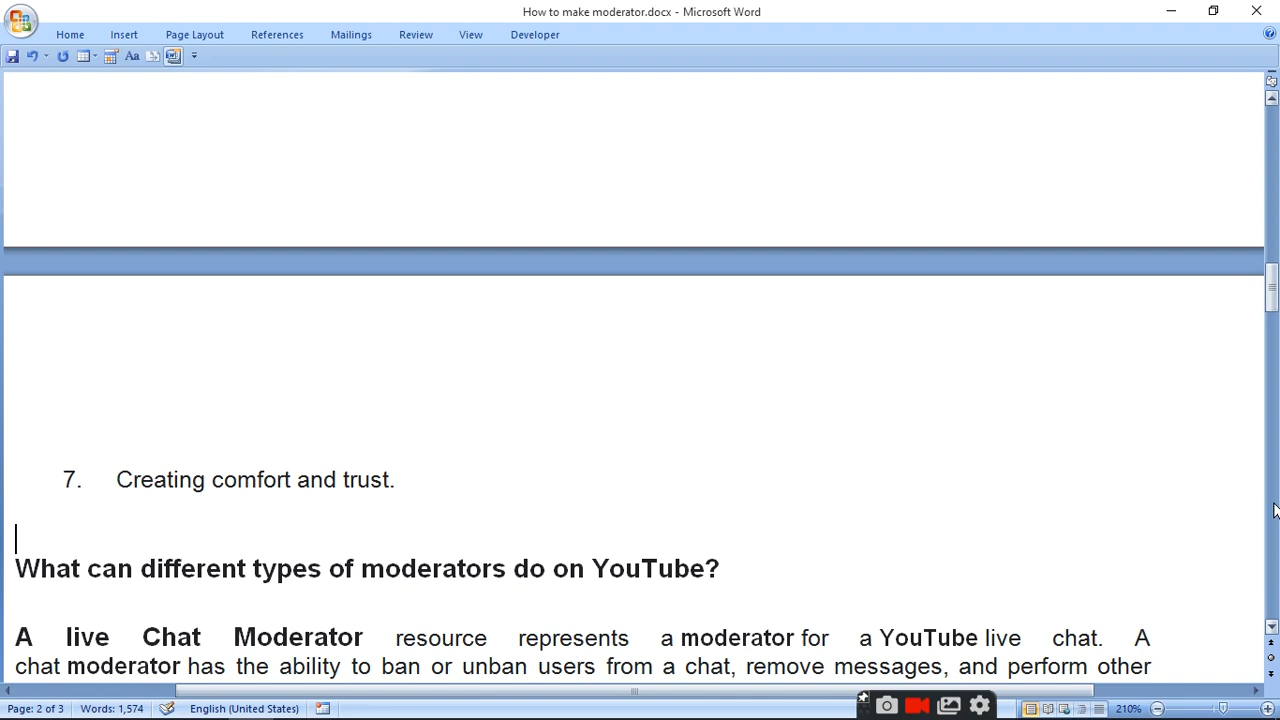 How to make moderator.docx - Microsoft Word
Home Insert Page Layout References Mailings Review View Developer
Aa
7. Creating comfort and trust.
What can different types of moderators do on YouTube?
A live Chat Moderator resource represents a moderator for a YouTube live chat. A
chat moderator has the ability to ban or unban users from a chat, remove messages, and perform other
Page: 2 of 3 Words: 1,574 English (United States) 210%